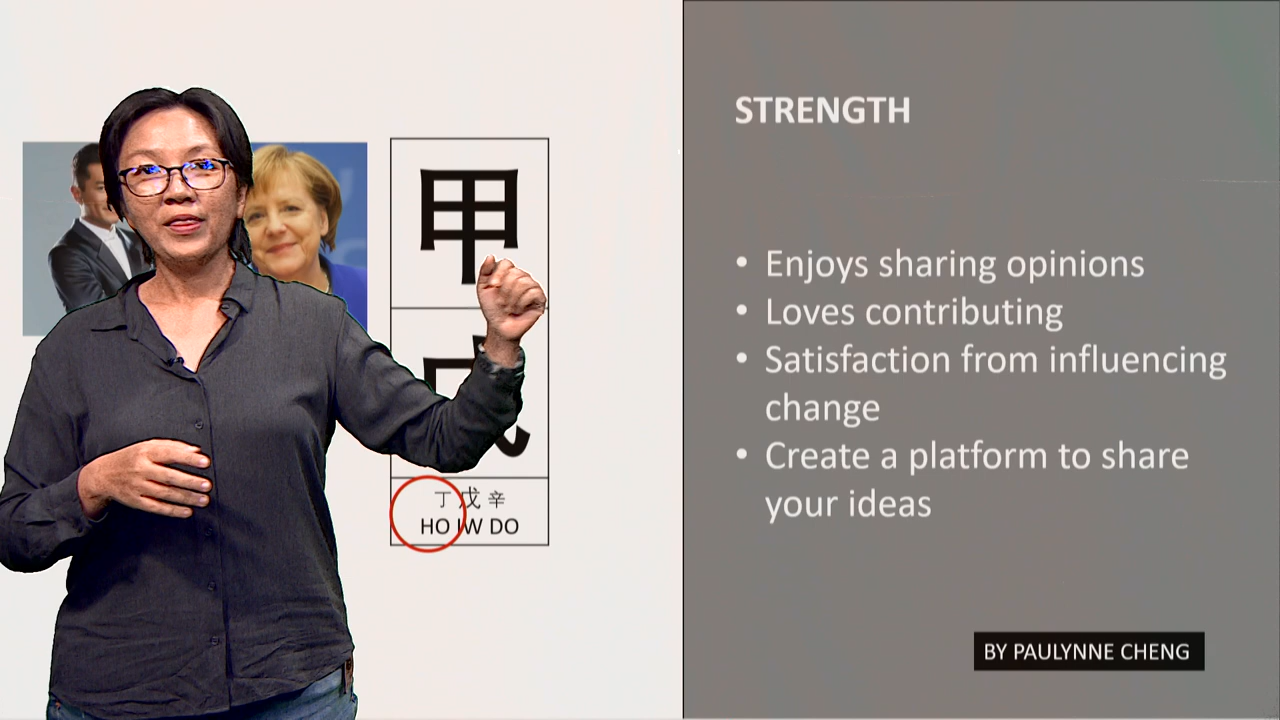 甲
丁 戊 辛
HO IW DO
STRENGTH
• Enjoys sharing opinions
• Loves contributing
• Satisfaction from influencing
change
• Create a platform to share
your ideas
BY PAULYNNE CHENG